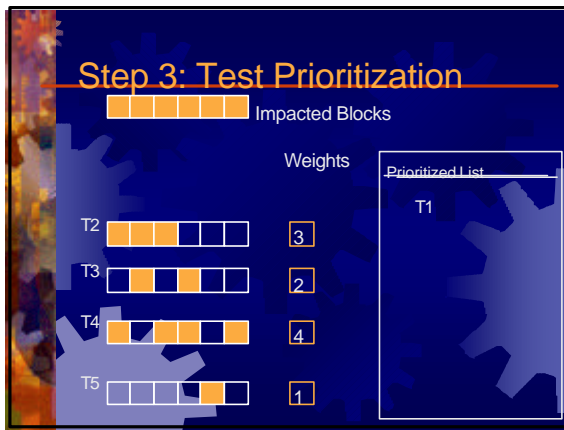 Step 3: Test Prioritization
Impacted Blocks
Weights
Prioritized List
T1
T2
3
T3
2
T4
4
T5
1